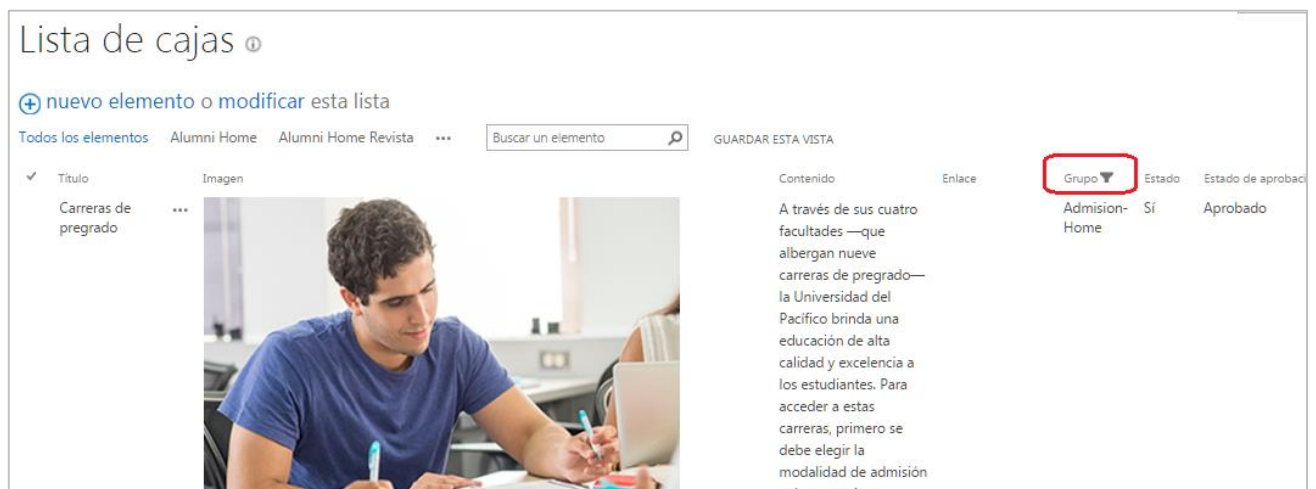 Lista de cajas
nuevo elemento o modificar esta lista
Todos los elementos Alumni Home Alumni Home Revista ... Buscar un elemento GUARDAR ESTA VISTA
Título Imagen Contenido Enlace Grupo Estado Estado de aprobaci
Carreras de ... A través de sus cuatro Admision- Sí Aprobado
pregrado facultades —que Home
albergan nueve
carreras de pregrado—
la Universidad del
Pacífico brinda una
educación de alta
calidad y excelencia a
los estudiantes. Para
acceder a estas
carreras, primero se
debe elegir la
modalidad de admisión